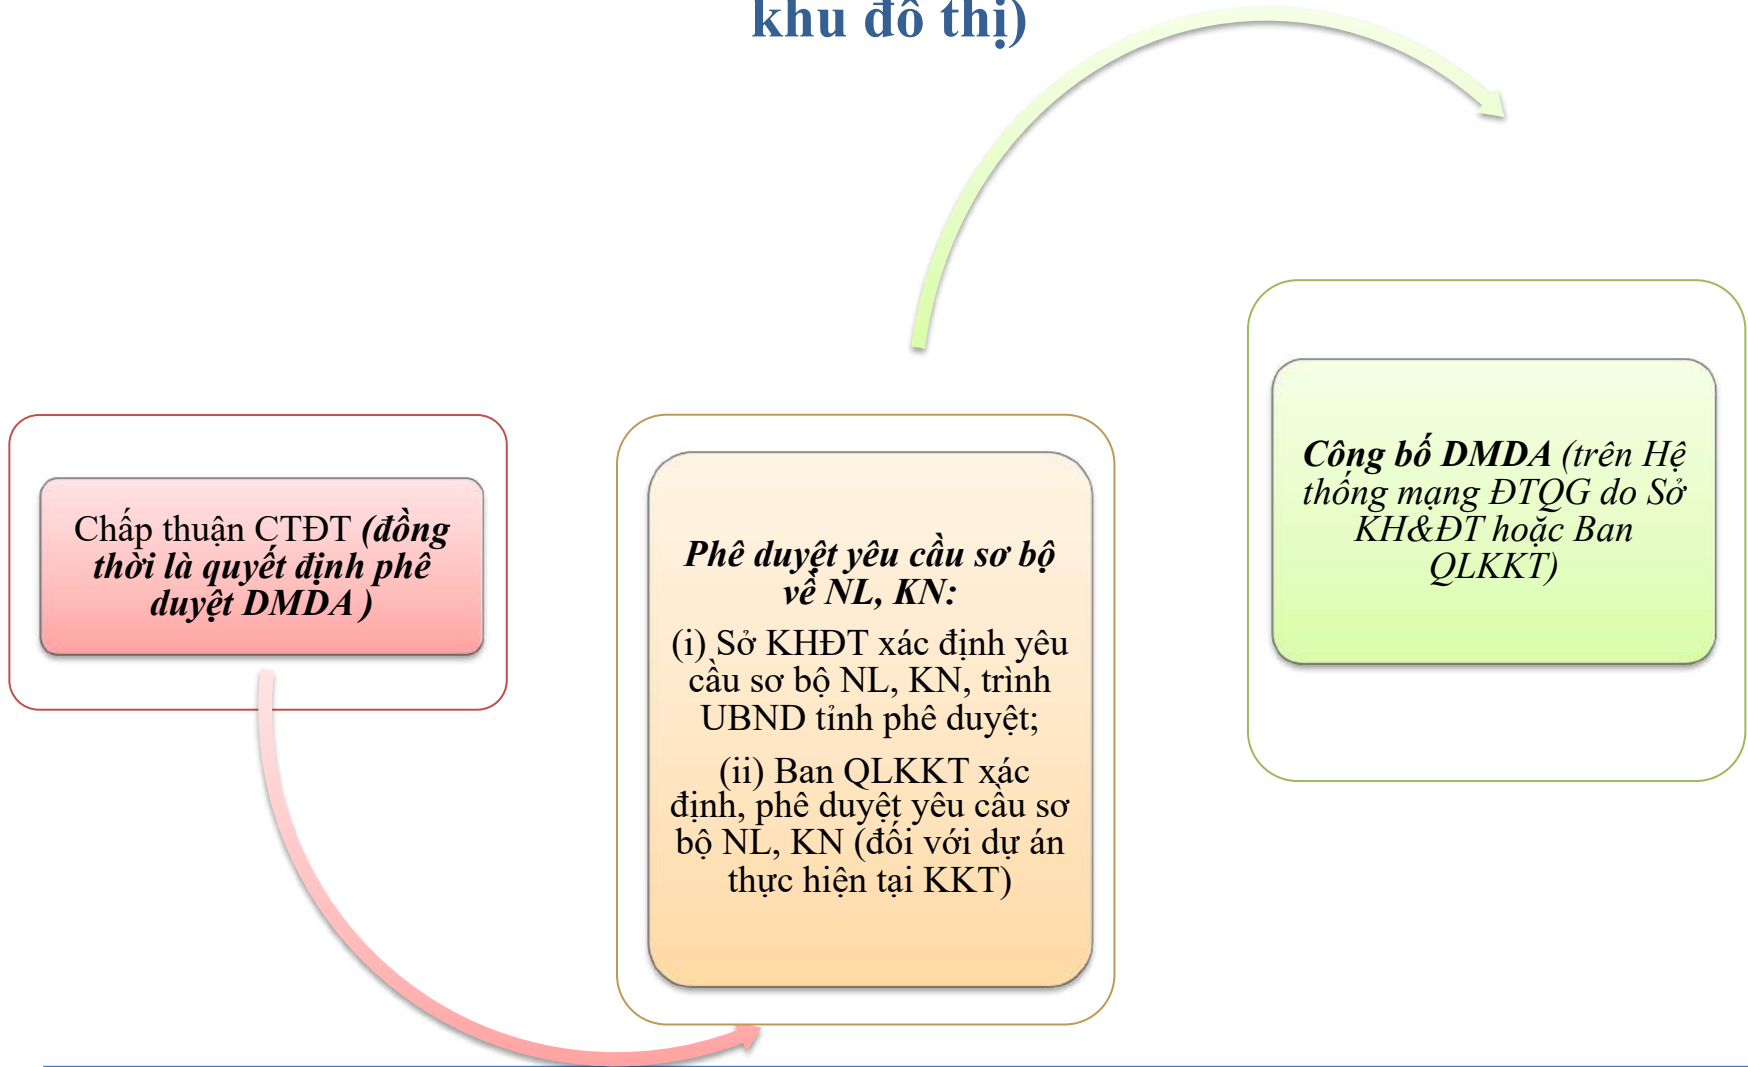 khu đô thị)
Chấp thuận CTĐT (đồng
thời là quyết định phê
duyệt DMDA )
Phê duyệt yêu cầu sơ bộ
về NL, KN:
(i) Sở KHĐT xác định yêu
cầu sơ bộ NL, KN, trình
UBND tỉnh phê duyệt;
(ii) Ban QLKKT xác
định, phê duyệt yêu cầu sơ
bộ NL, KN (đối với dự án
thực hiện tại KKT)
Công bố DMDA (trên Hệ
thống mạng ĐTQG do Sở
KH&ĐT hoặc Ban
QLKKT)